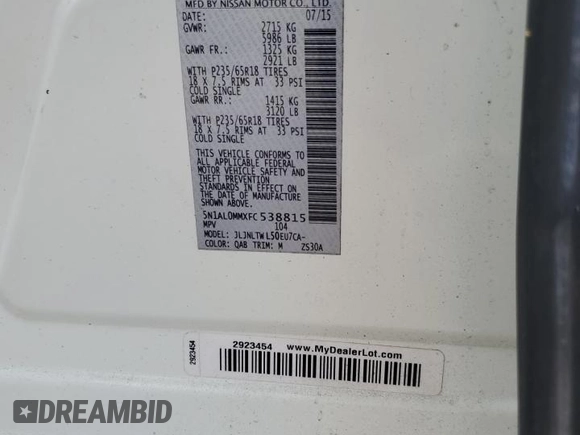 MFD BY NISSAN MOTOR CO., LTD.
DATE: 07/15
GVWR: 2715 KG
5986 LB
GAWR FR.: 1325 KG
2921 LB
WITH P235/65R18 TIRES
18 X 7.5 RIMS AT 33 PSI
COLD SINGLE
GAWR RR.: 1415 KG
3120 LB
WITH P235/65R18 TIRES
18 X 7.5 RIMS AT 33 PSI
COLD SINGLE
THIS VEHICLE CONFORMS TO
ALL APPLICABLE FEDERAL
MOTOR VEHICLE SAFETY AND
THEFT PREVENTION
STANDARDS IN EFFECT ON THE
DATE OF MANUFACTURE
SHOWN ABOVE.
5N1AL0MMXFC538815
MPV 104
MODEL: JLJNLTWL50EU7CA-
COLOR: QAB TRIM: M ZS30A
2923454
2923454 www.MyDealerLot.com
DREAMBID